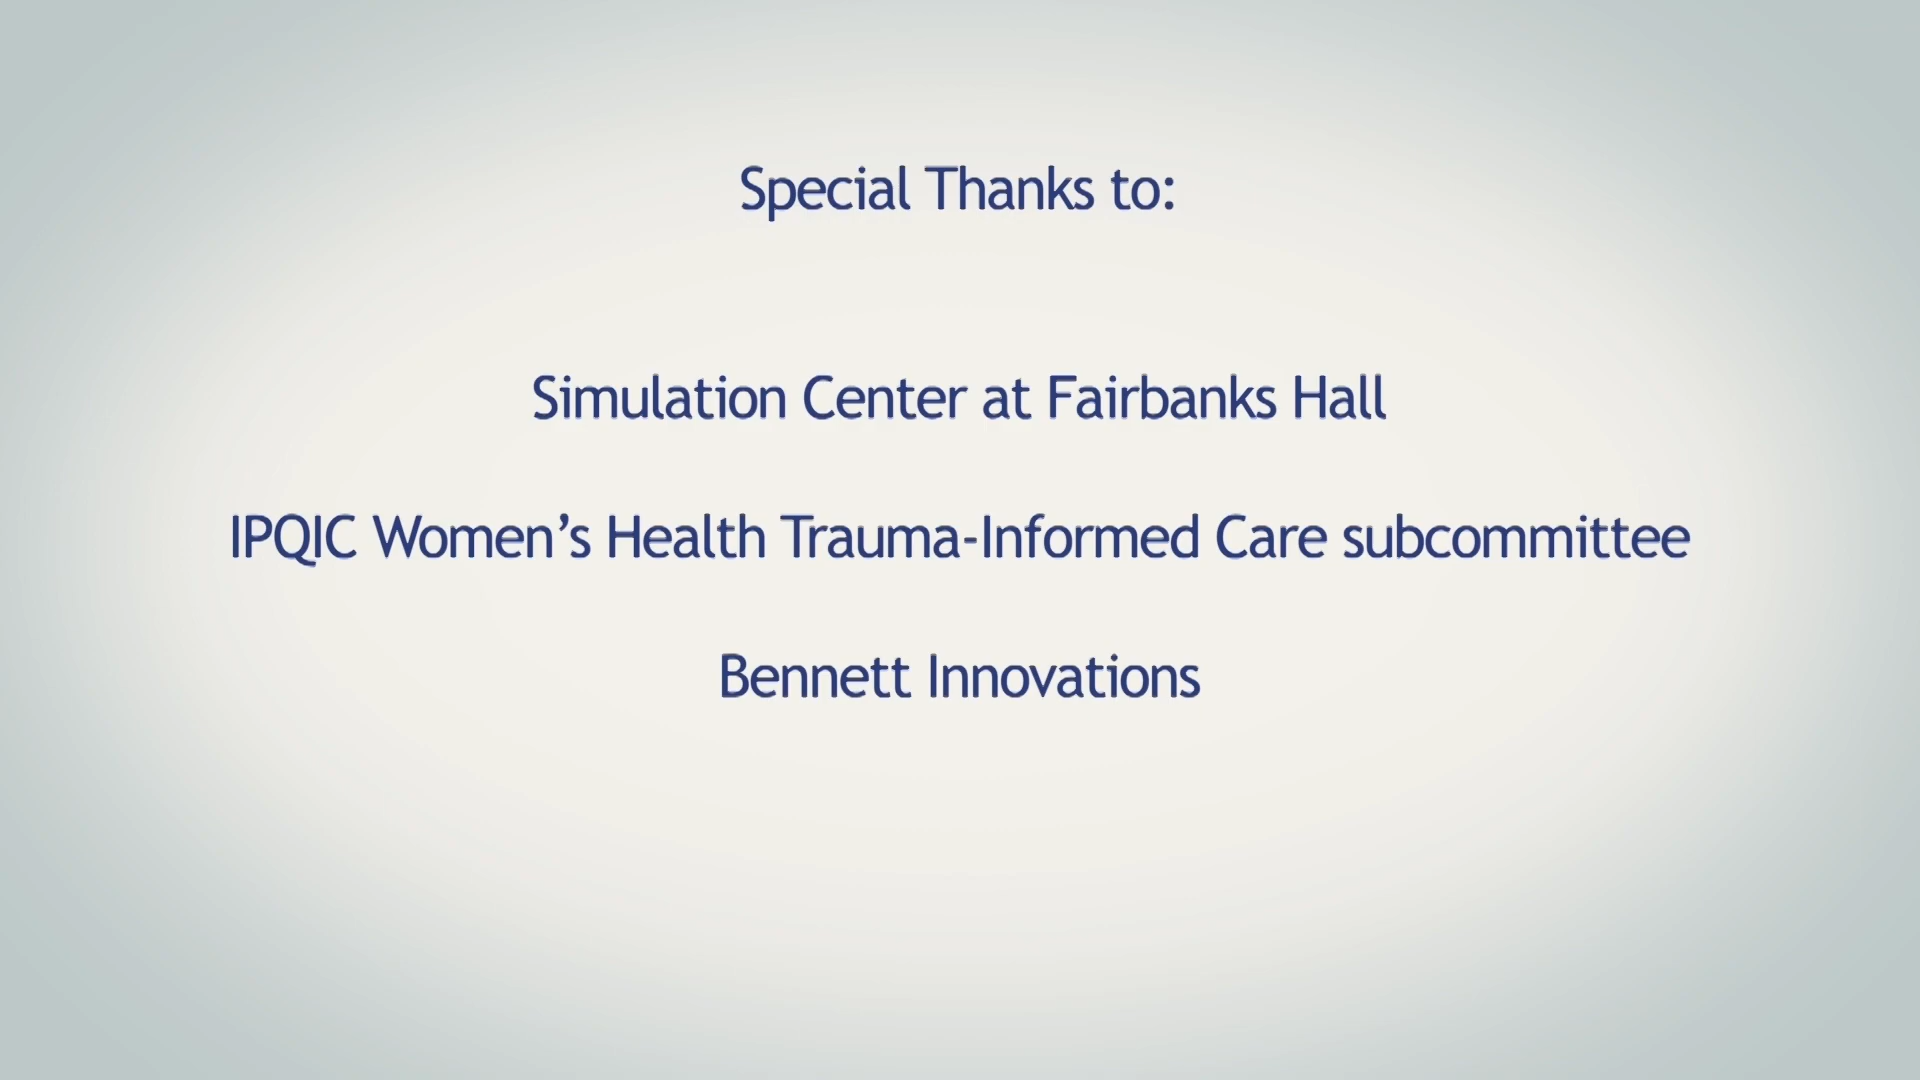 Special Thanks to:
Simulation Center at Fairbanks Hall
IPQIC Women’s Health Trauma-Informed Care subcommittee
Bennett Innovations